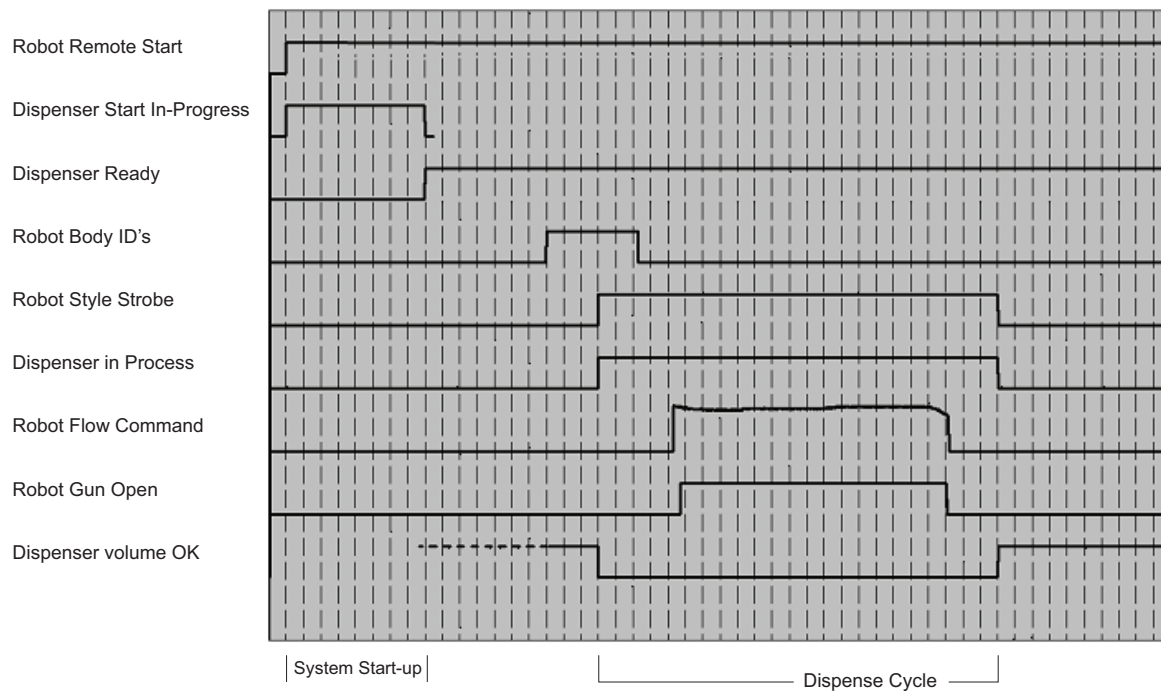 Robot Remote Start
Dispenser Start In-Progress
Dispenser Ready
Robot Body ID’s
Robot Style Strobe
Dispenser in Process
Robot Flow Command
Robot Gun Open
Dispenser volume OK
System Start-up
Dispense Cycle